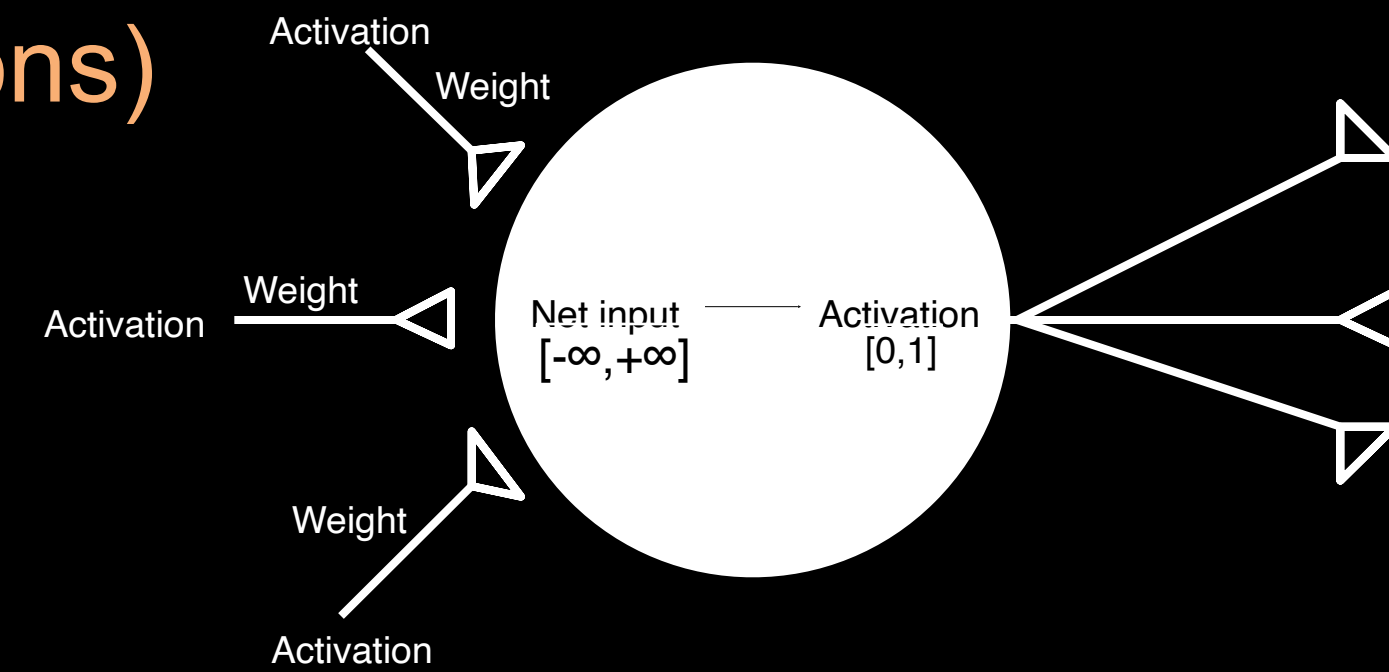 ons)
Activation
Weight
Weight
Activation
Net input
[-∞,+∞]
Activation
[0,1]
Weight
Activation